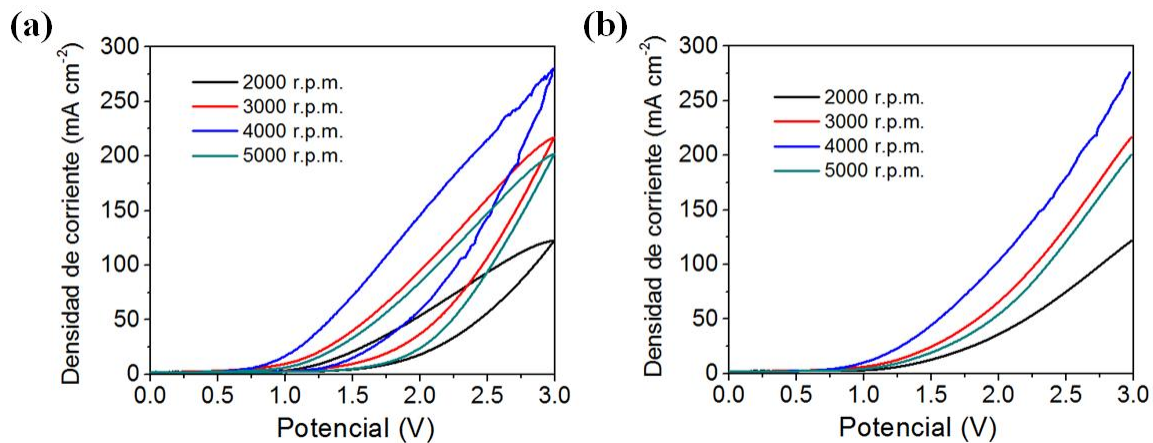 (a)
Densidad de corriente (mA cm-2)
300
250
200
150
100
50
0
2000 r.p.m.
3000 r.p.m.
4000 r.p.m.
5000 r.p.m.
0.0 0.5 1.0 1.5 2.0 2.5 3.0
Potencial (V)
(b)
Densidad de corriente (mA cm-2)
300
250
200
150
100
50
0
2000 r.p.m.
3000 r.p.m.
4000 r.p.m.
5000 r.p.m.
0.0 0.5 1.0 1.5 2.0 2.5 3.0
Potencial (V)